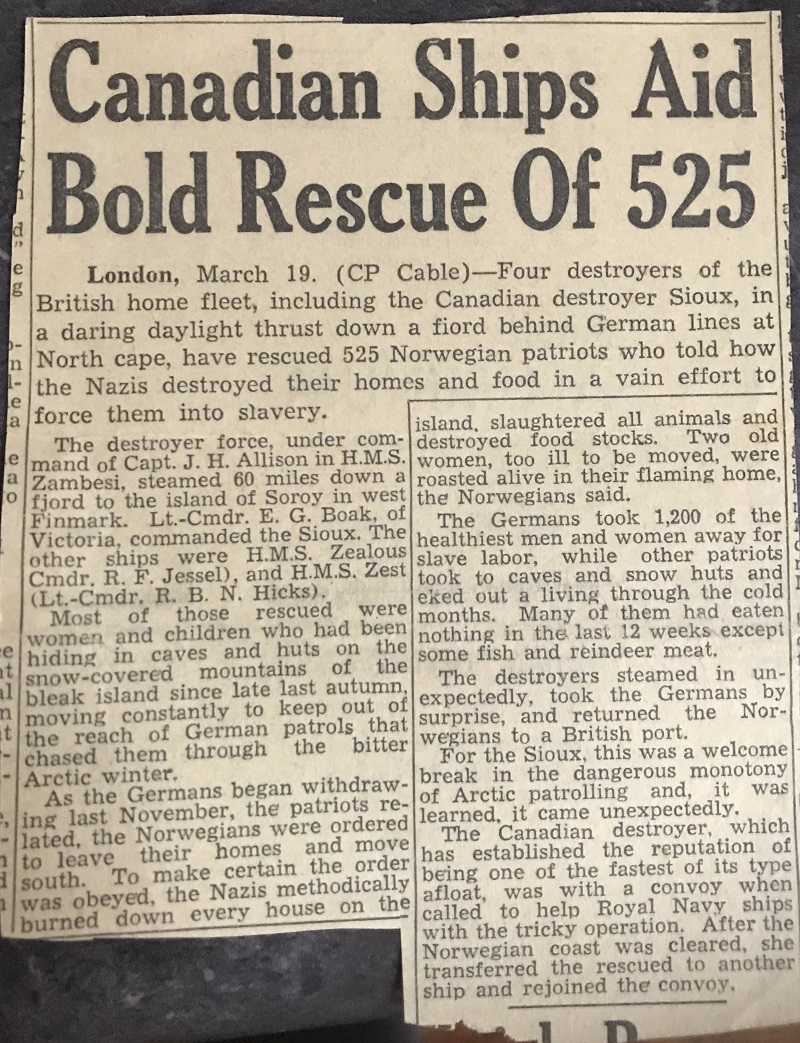 Canadian Ships Aid
Bold Rescue Of 525
London, March 19. (CP Cable)—Four destroyers of the
British home fleet, including the Canadian destroyer Sioux, in
a daring daylight thrust down a fiord behind German lines at
North cape, have rescued 525 Norwegian patriots who told how
the Nazis destroyed their homes and food in a vain effort to
force them into slavery.
The destroyer force, under com-
mand of Capt. J. H. Allison in H.M.S.
Zambesi, steamed 60 miles down a
fjord to the island of Soroy in west
Finmark. Lt.-Cmdr. E. G. Boak, of
Victoria, commanded the Sioux. The
other ships were H.M.S. Zealous
Cmdr. R. F. Jessel), and H.M.S. Zest
(Lt.-Cmdr. R. B. N. Hicks).
Most of those rescued were
women and children who had been
hiding in caves and huts on the
snow-covered mountains of the
bleak island since late last autumn,
moving constantly to keep out of
the reach of German patrols that
chased them through the bitter
Arctic winter.
As the Germans began withdraw-
ing last November, the patriots re-
lated, the Norwegians were ordered
to leave their homes and move
south. To make certain the order
was obeyed, the Nazis methodically
burned down every house on the
island, slaughtered all animals and
destroyed food stocks. Two old
women, too ill to be moved, were
roasted alive in their flaming home,
the Norwegians said.
The Germans took 1,200 of the
healthiest men and women away for
slave labor, while other patriots
took to caves and snow huts and
eked out a living through the cold
months. Many of them had eaten
nothing in the last 12 weeks except
some fish and reindeer meat.
The destroyers steamed in un-
expectedly, took the Germans by
surprise, and returned the Nor-
wegians to a British port.
For the Sioux, this was a welcome
break in the dangerous monotony
of Arctic patrolling and, it was
learned, it came unexpectedly.
The Canadian destroyer, which
has established the reputation of
being one of the fastest of its type
afloat, was with a convoy when
called to help Royal Navy ships
with the tricky operation. After the
Norwegian coast was cleared, she
transferred the rescued to another
ship and rejoined the convoy.